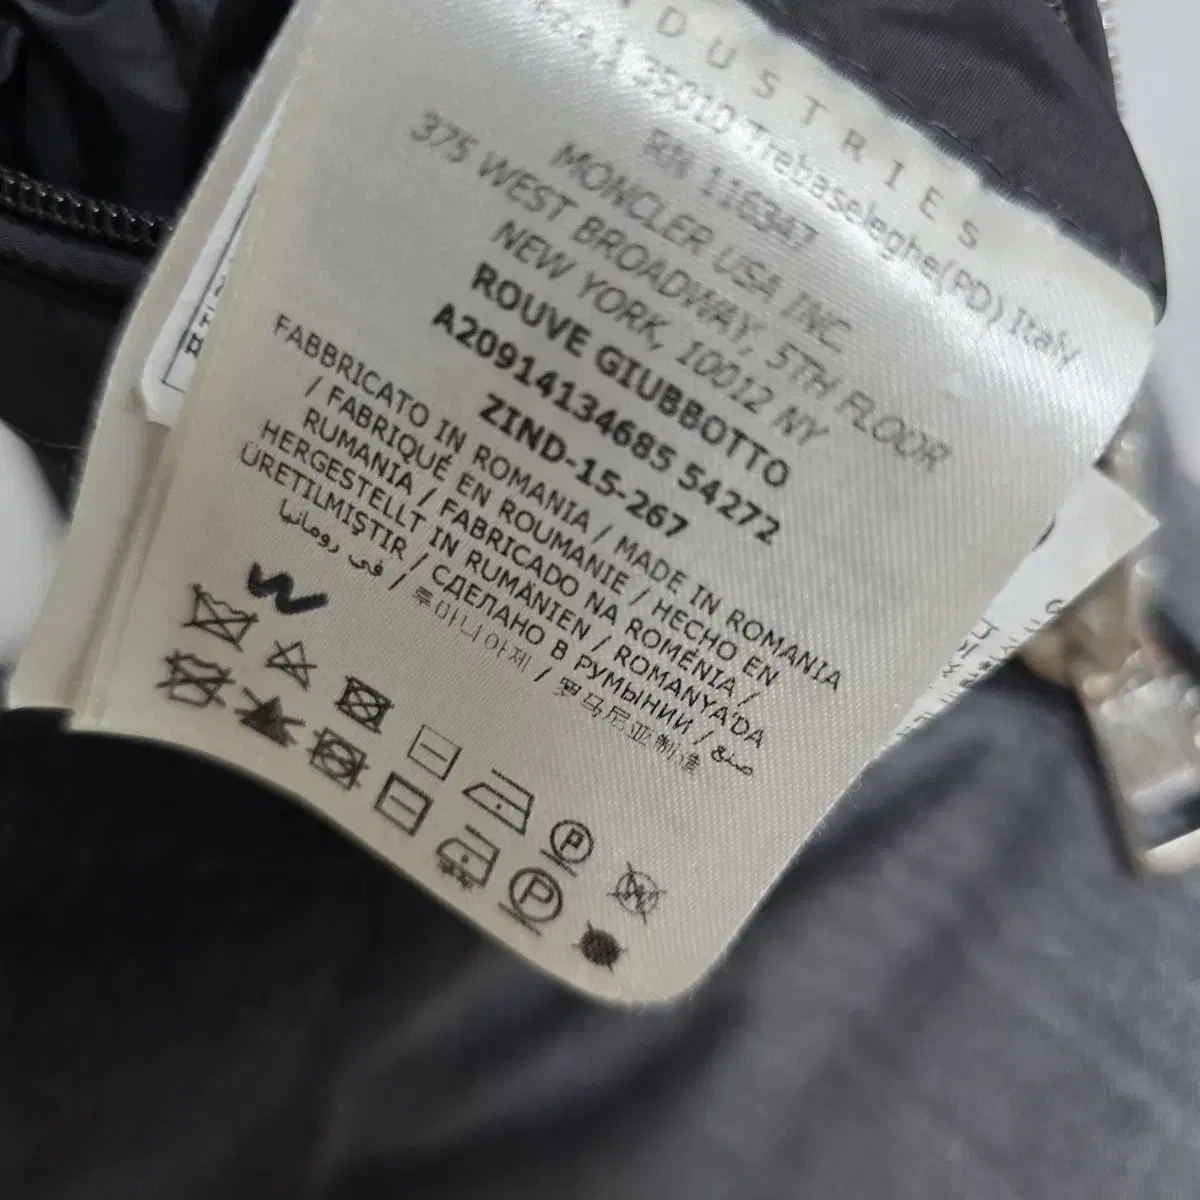 INDUSTRIES
35010 Trebaseleghe(PD) Italy
RN 116347
MONCLER USA INC
375 WEST BROADWAY, 5TH FLOOR
NEW YORK, 10012 NY
ROUVE GIUBBOTTO
A20914134685 54272
ZIND-15-267
FABBRICATO IN ROMANIA / MADE IN ROMANIA
/ FABRIQUÉ EN ROUMANIE / HECHO EN
RUMANIA / FABRICADO NA ROMÉNIA /
HERGESTELLT IN RUMÄNIEN / ROMANYA'DA
ÜRETILMIŞTIR / СДЕЛАНО В РУМЫНИИ / صنع
في رومانيا / 루마니아제 / 罗马尼亚制造
P
W
P